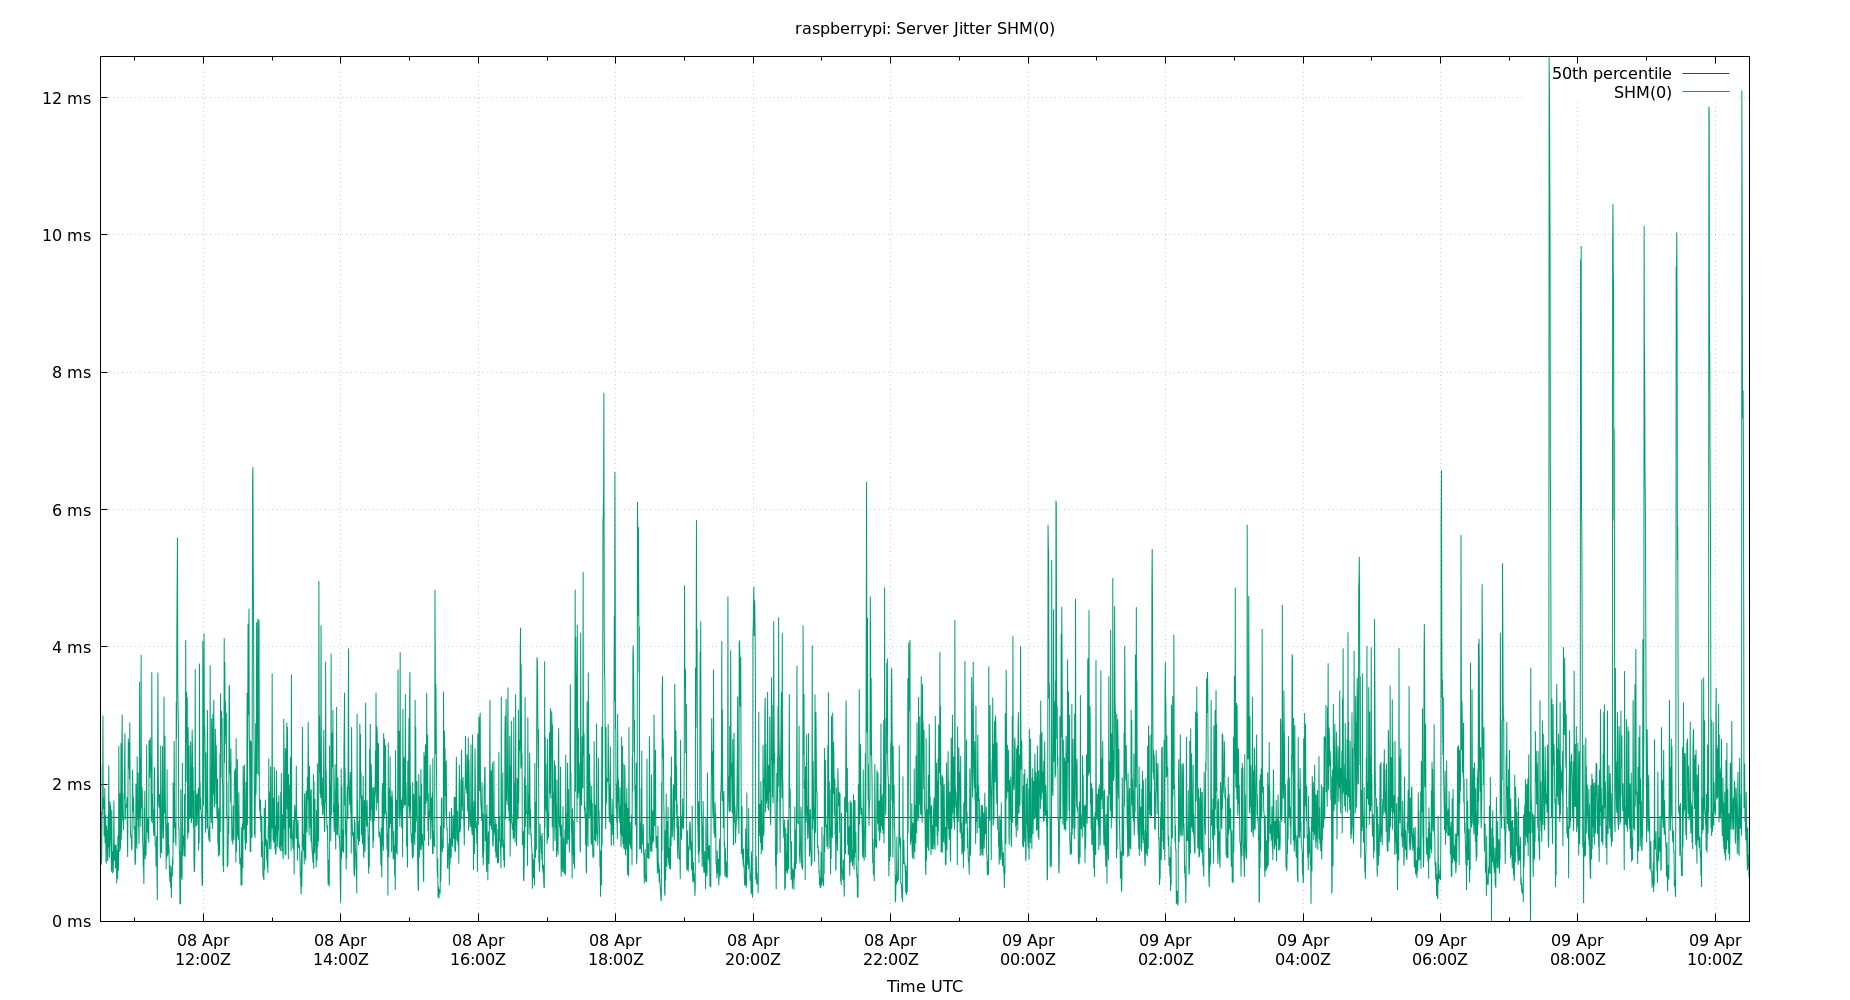 raspberrypi: Server Jitter SHM(0)
50th percentile
SHM(0)
12 ms
10 ms
8 ms
6 ms
4 ms
2 ms
0 ms
08 Apr 08 Apr 08 Apr 08 Apr 08 Apr 08 Apr 09 Apr 09 Apr 09 Apr 09 Apr 09 Apr 09 Apr
12:00Z 14:00Z 16:00Z 18:00Z 20:00Z 22:00Z 00:00Z 02:00Z 04:00Z 06:00Z 08:00Z 10:00Z
Time UTC